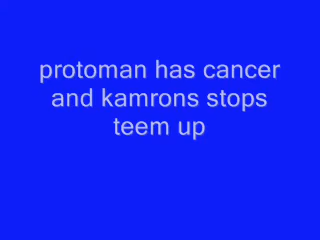 protoman has cancer
and kamrons stops
teem up